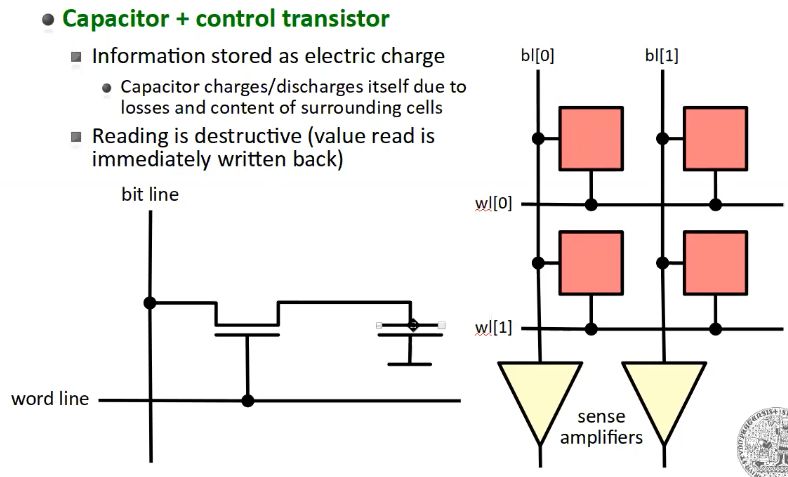 Capacitor + control transistor
Information stored as electric charge
Capacitor charges/discharges itself due to
losses and content of surrounding cells
Reading is destructive (value read is
immediately written back)
bit line
word line
bl[0]
bl[1]
wl[0]
wl[1]
sense
amplifiers